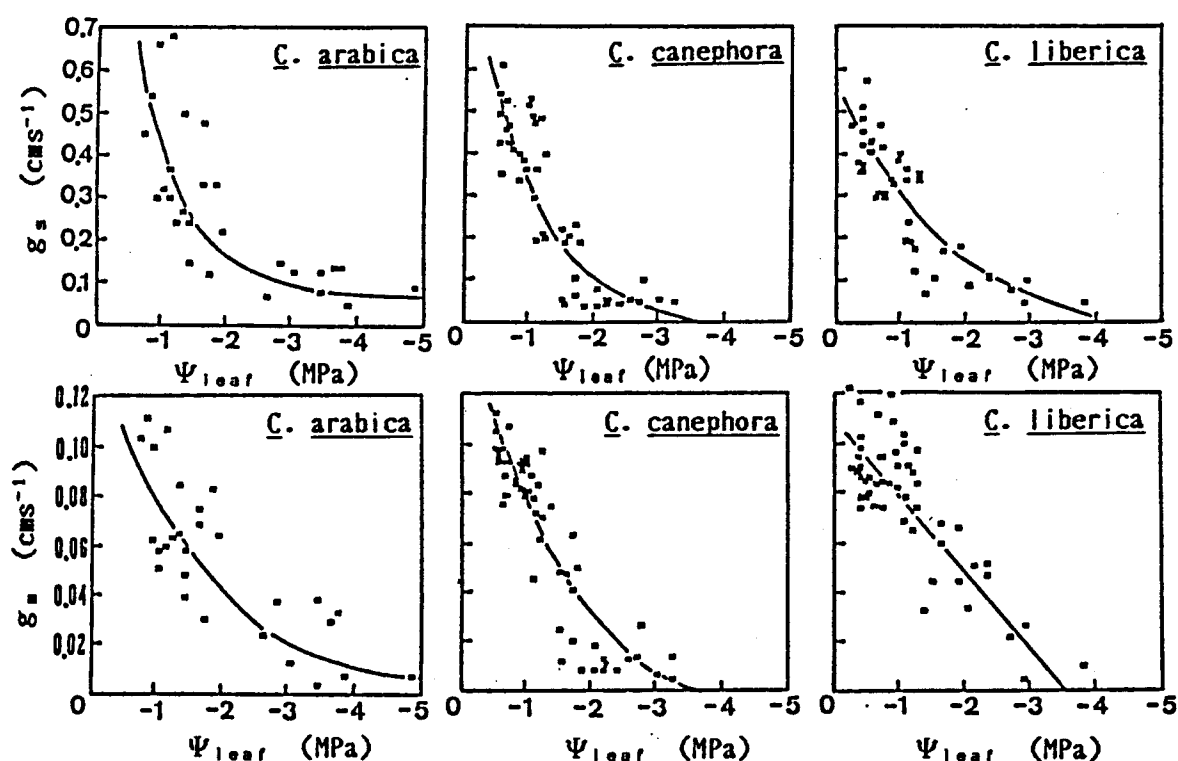 0.7
0.6
0.5
0.4
0.3
0.2
0.1
0
gs (cms⁻¹)
C. arabica
-1 -2 -3 -4 -5
Ψleaf (MPa)
C. canephora
0 -1 -2 -3 -4 -5
Ψleaf (MPa)
C. liberica
0 -1 -2 -3 -4 -5
Ψleaf (MPa)
0.12
0.10
0.08
0.06
0.04
0.02
gm (cms⁻¹)
C. arabica
0 -1 -2 -3 -4 -5
Ψleaf (MPa)
C. canephora
0 -1 -2 -3 -4 -5
Ψleaf (MPa)
C. liberica
0 -1 -2 -3 -4 -5
Ψleaf (MPa)